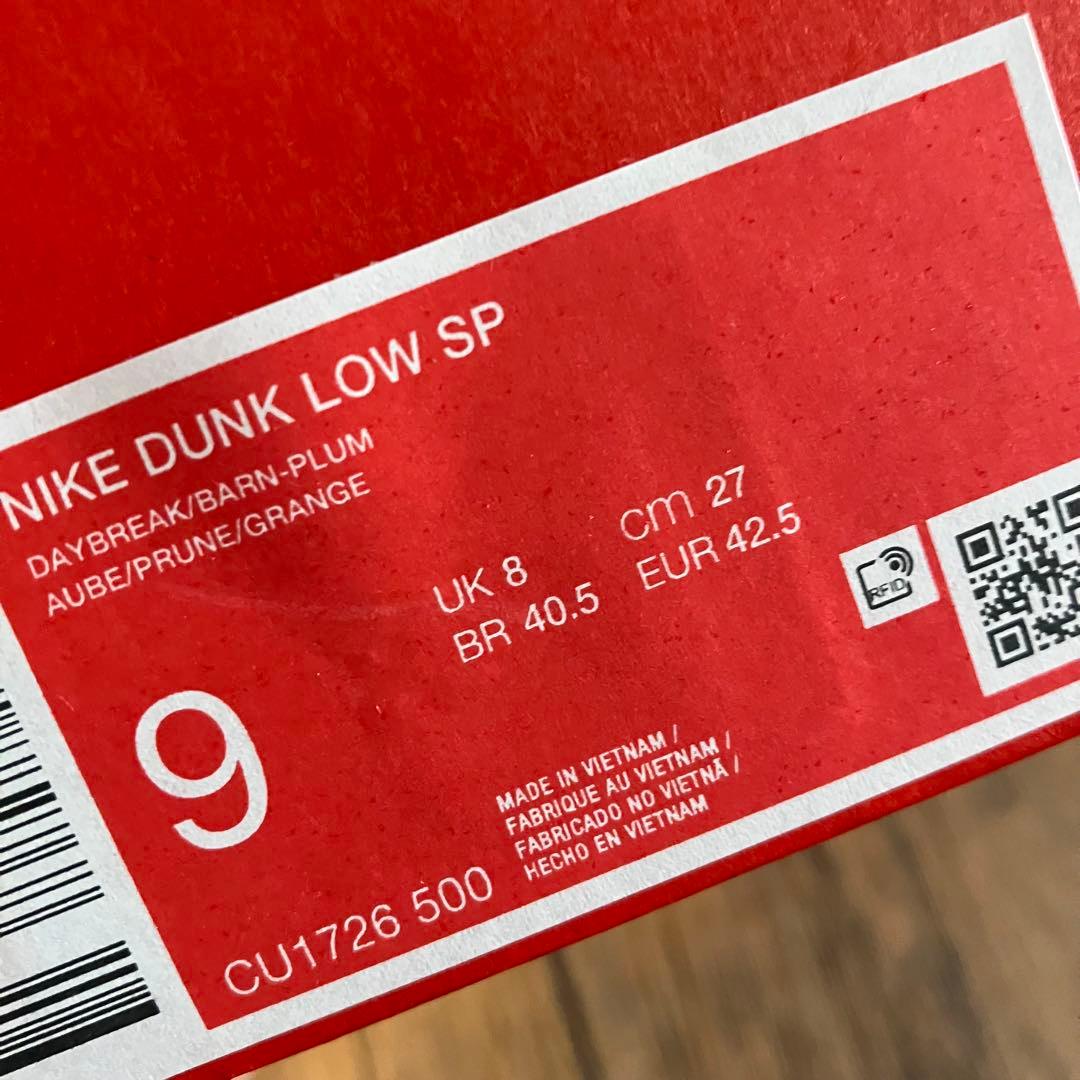 NIKE DUNK LOW SP
DAYBREAK/BARN-PLUM
AUBE/PRUNE/GRANGE
UK 8 cm 27
BR 40.5 EUR 42.5
RFID
9
MADE IN VIETNAM /
FABRIQUE AU VIETNAM /
FABRICADO NO VIETNÃ /
HECHO EN VIETNAM
CU1726 500